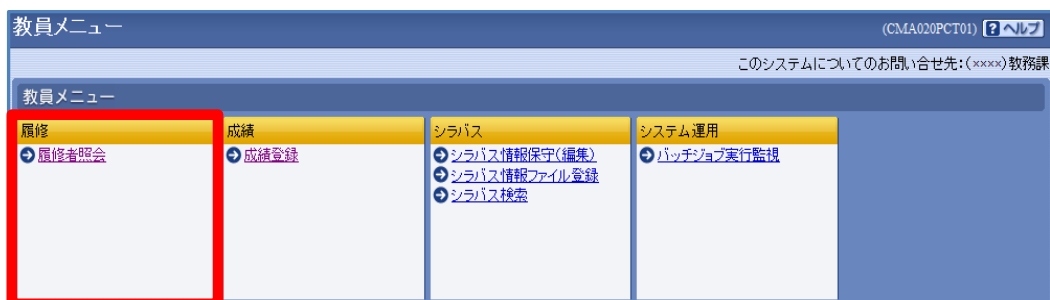 教員メニュー
(CMA020PCT01) ? ヘルプ
このシステムについてのお問い合せ先:(××××)教務課
教員メニュー
履修
履修者照会
成績
成績登録
シラバス
シラバス情報保守(編集)
シラバス情報ファイル登録
シラバス検索
システム運用
バッチジョブ実行監視